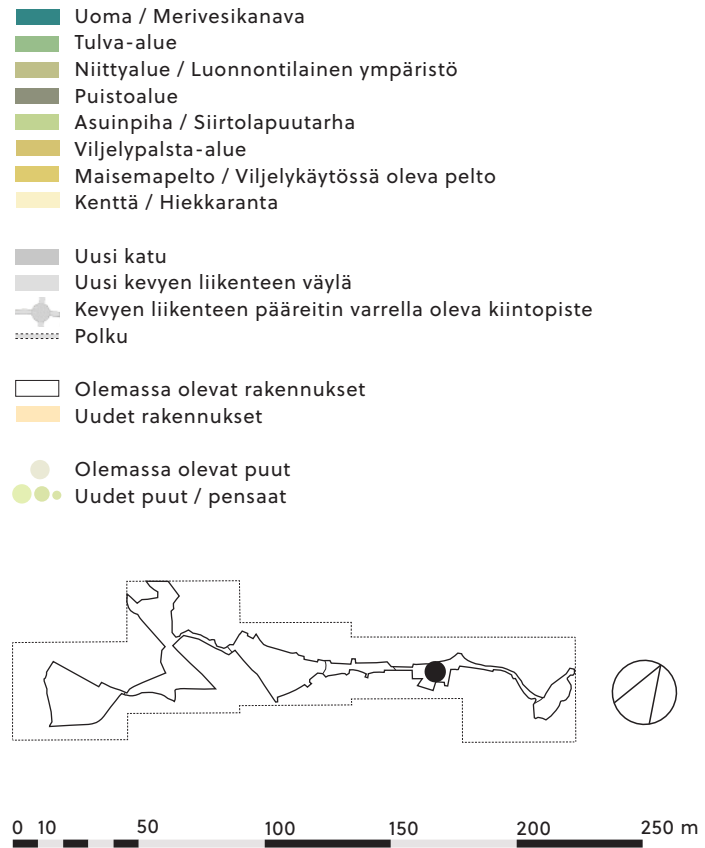 Uoma / Merivesikanava
Tulva-alue
Niittyalue / Luonnontilainen ympäristö
Puistoalue
Asuinpiha / Siirtolapuutarha
Viljelypalsta-alue
Maisemapelto / Viljelykäytössä oleva pelto
Kenttä / Hiekkaranta
Uusi katu
Uusi kevyen liikenteen väylä
Kevyen liikenteen pääreitin varrella oleva kiintopiste
Polku
Olemassa olevat rakennukset
Uudet rakennukset
Olemassa olevat puut
Uudet puut / pensaat
0 10 50 100 150 200 250 m